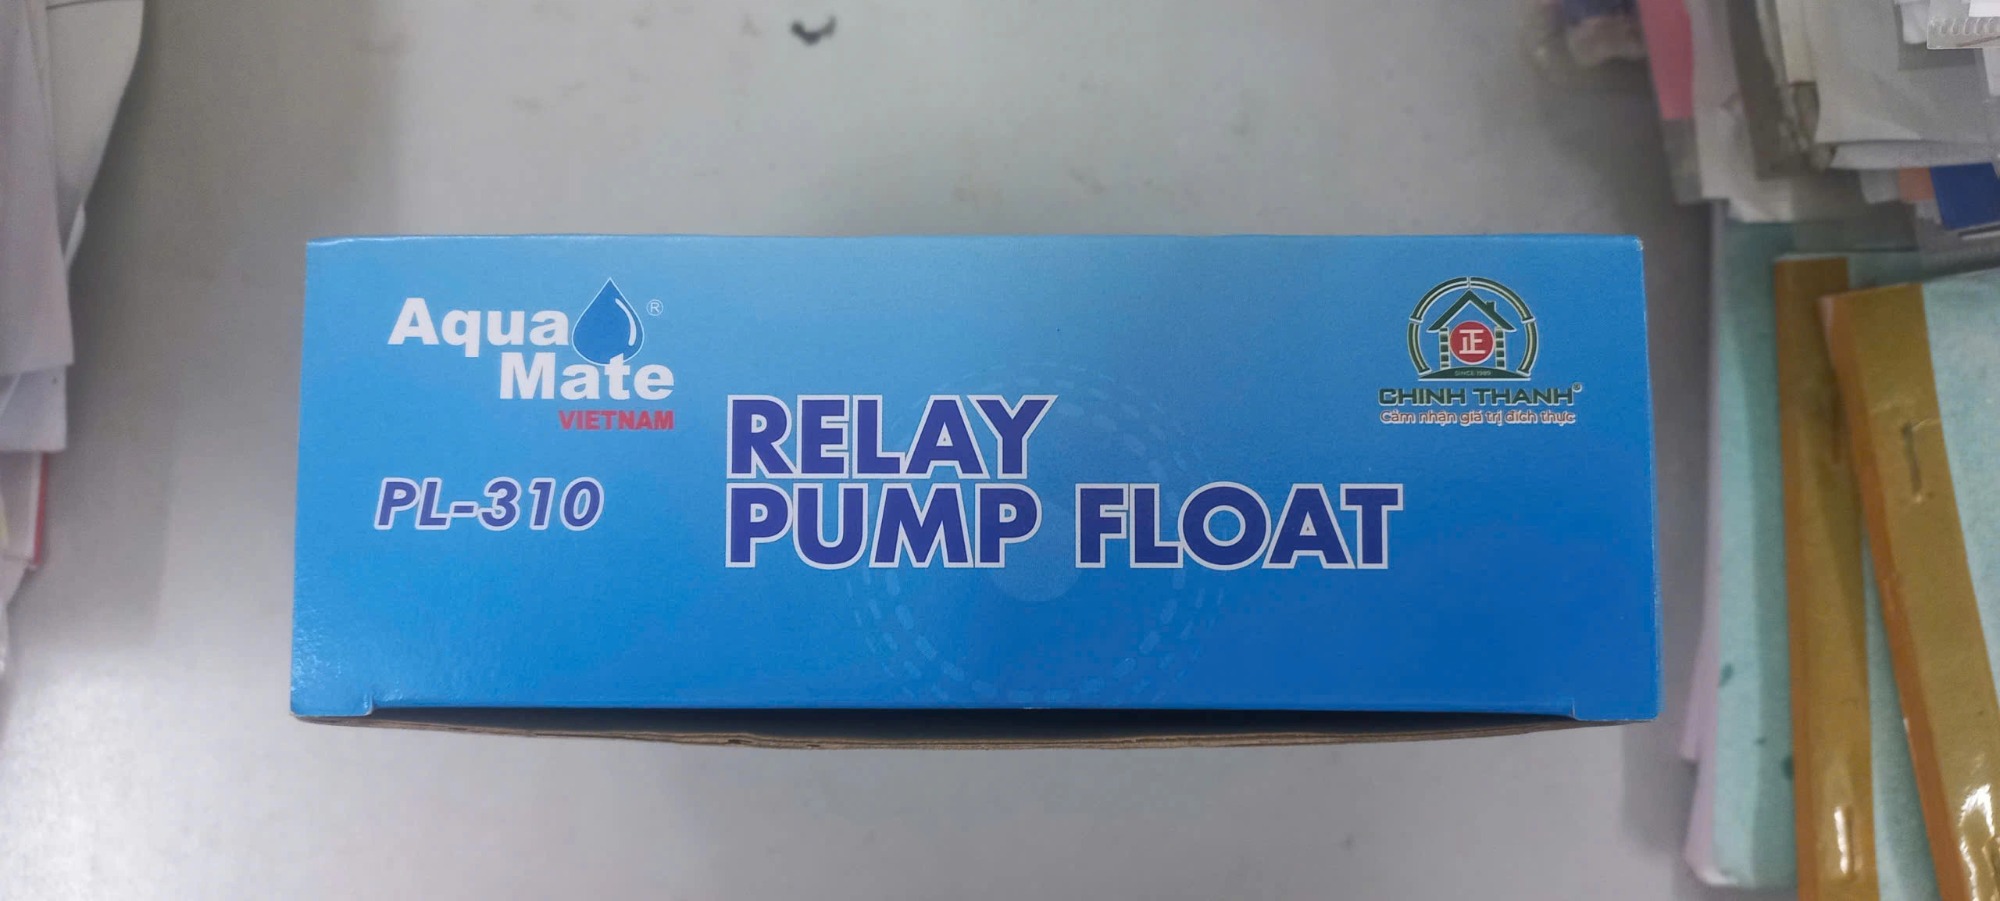 Aqua
Mate
®
VIETNAM
PL-310
RELAY
PUMP FLOAT
正
SINCE 1989
CHINH THANH®
Cảm nhận giá trị đích thực